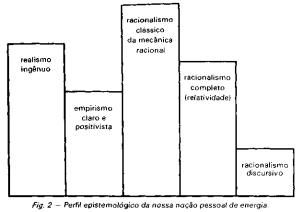 racionalismo
clássico
da mecânica
racional
realismo
ingênuo
racionalismo
completo
(relatividade)
empirismo
claro e
positivista
racionalismo
discursivo
Fig. 2 — Perfil epistemológico da nossa noção pessoal de energia